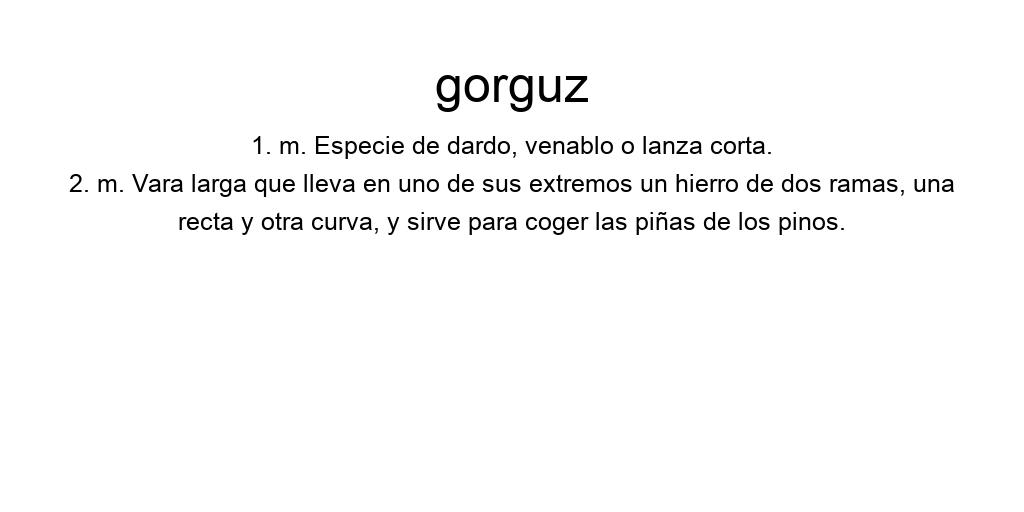 gorguz
1. m. Especie de dardo, venablo o lanza corta.
2. m. Vara larga que lleva en uno de sus extremos un hierro de dos ramas, una
recta y otra curva, y sirve para coger las piñas de los pinos.